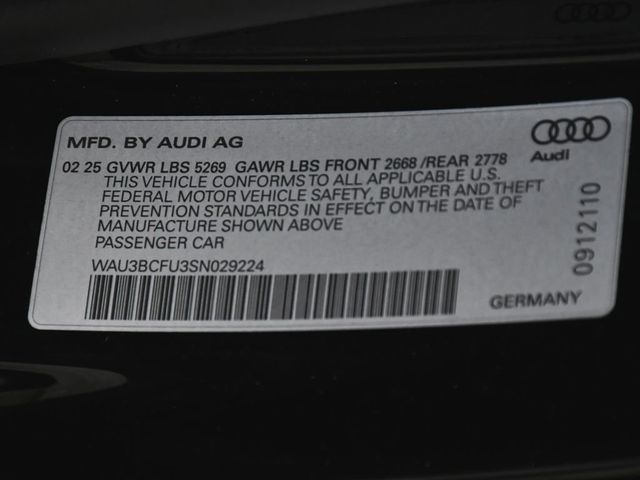 MFD. BY AUDI AG
02 25 GVWR LBS 5269 GAWR LBS FRONT 2668 /REAR 2778
THIS VEHICLE CONFORMS TO ALL APPLICABLE U.S.
FEDERAL MOTOR VEHICLE SAFETY, BUMPER AND THEFT
PREVENTION STANDARDS IN EFFECT ON THE DATE OF
MANUFACTURE SHOWN ABOVE
PASSENGER CAR
WAU3BCFU3SN029224
Audi
0912110
GERMANY